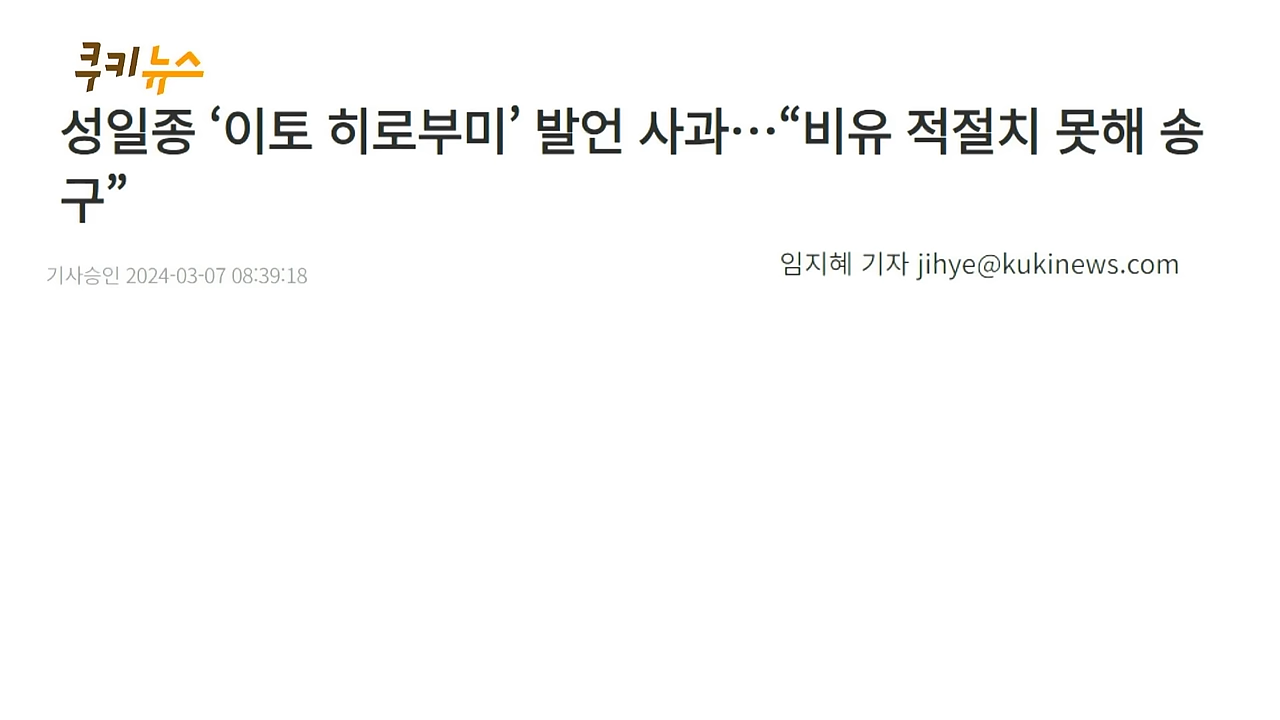 쿠키뉴스
성일종 ‘이토 히로부미’ 발언 사과…“비유 적절치 못해 송
구”
기사승인 2024-03-07 08:39:18
임지혜 기자 jihye@kukinews.com